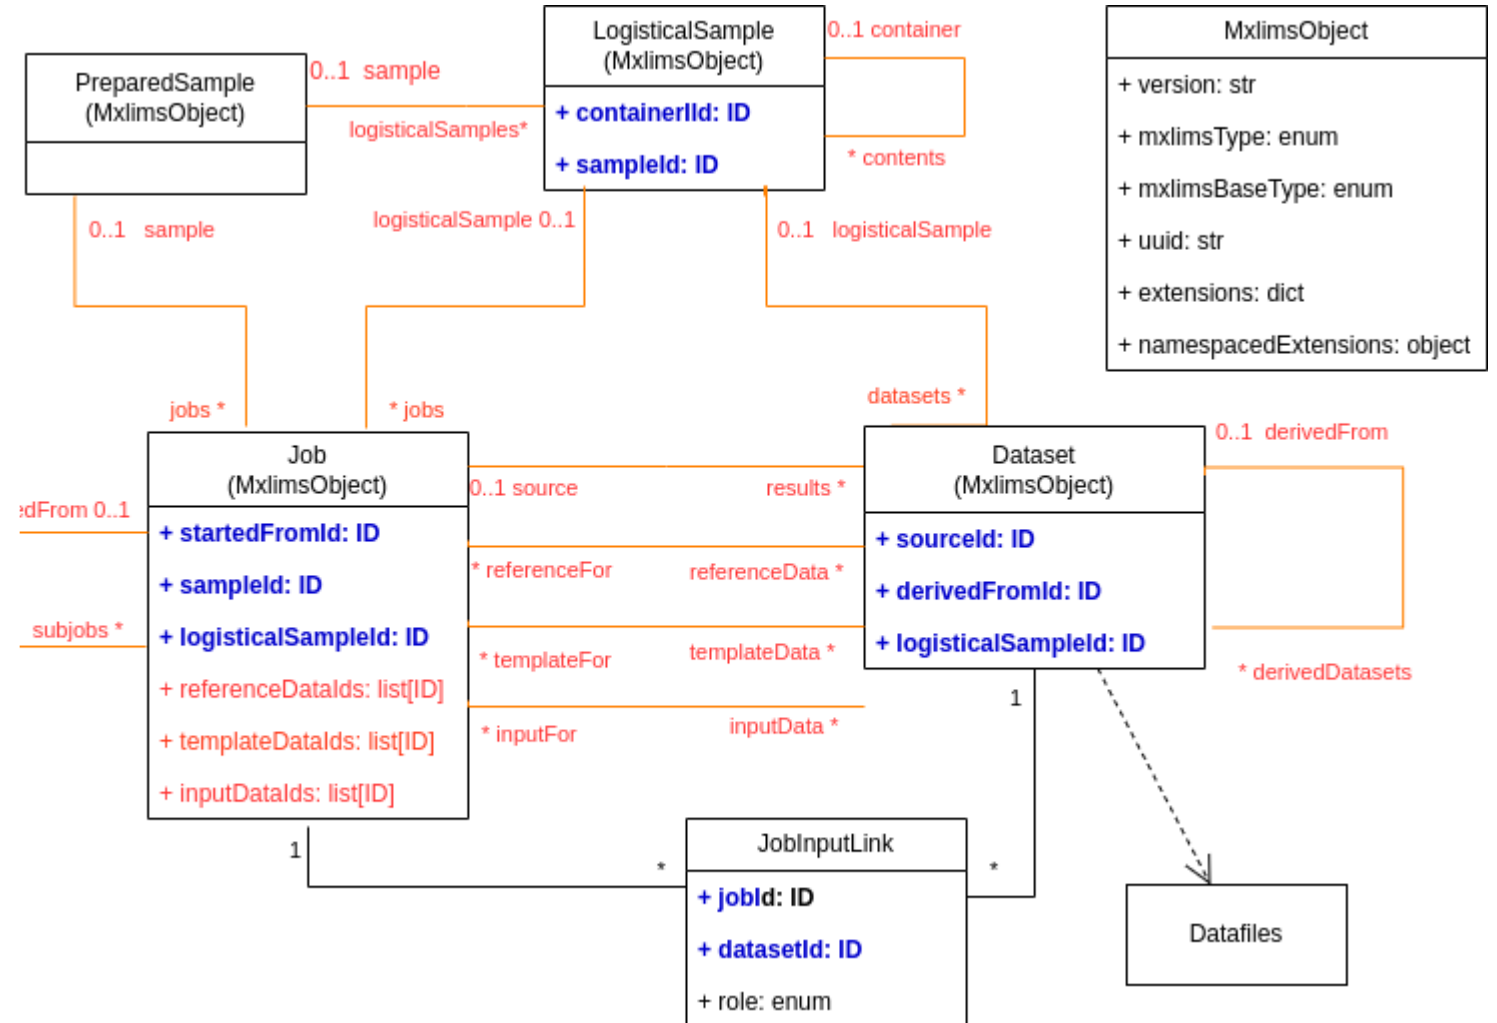 PreparedSample
(MxlimsObject)
0..1 sample
logisticalSamples*
LogisticalSample
(MxlimsObject)
+ containerIId: ID
+ sampleId: ID
0..1 container
* contents
MxlimsObject
+ version: str
+ mxlimsType: enum
+ mxlimsBaseType: enum
+ uuid: str
+ extensions: dict
+ namespacedExtensions: object
0..1 sample
logisticalSample 0..1
0..1 logisticalSample
jobs *
* jobs
datasets *
Job
(MxlimsObject)
+ startedFromId: ID
+ sampleId: ID
+ logisticalSampleId: ID
+ referenceDataIds: list[ID]
+ templateDataIds: list[ID]
+ inputDataIds: list[ID]
edFrom 0..1
subjobs *
0..1 source
results *
* referenceFor
referenceData *
* templateFor
templateData *
* inputFor
inputData *
Dataset
(MxlimsObject)
+ sourceId: ID
+ derivedFromId: ID
+ logisticalSampleId: ID
0..1 derivedFrom
* derivedDatasets
1
1
*
*
JobInputLink
+ jobId: ID
+ datasetId: ID
+ role: enum
Datafiles